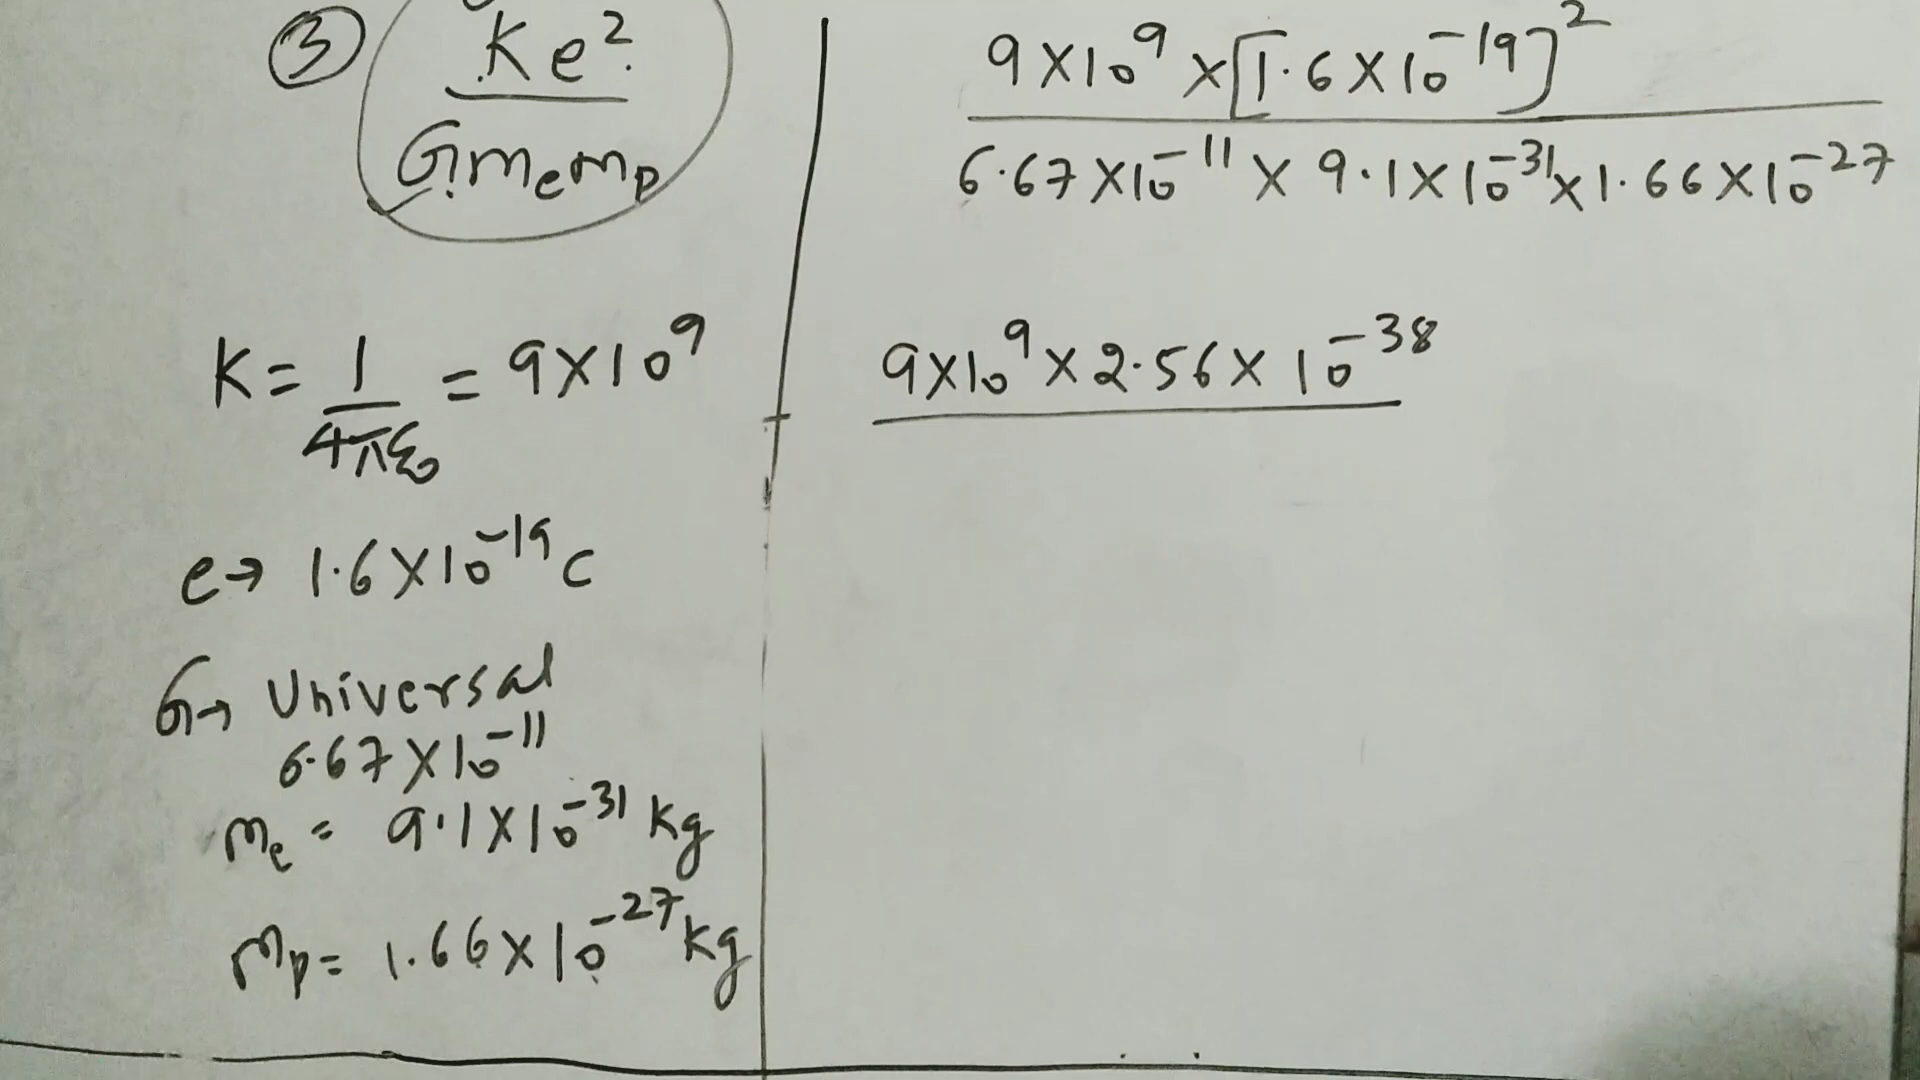 ③ Ke²
Gmₑmₚ
K = 1/4πε₀ = 9×10⁹
e→ 1.6×10⁻¹⁹ C
G→ Universal
6.67×10⁻¹¹
mₑ = 9.1×10⁻³¹ kg
mₚ = 1.66×10⁻²⁷ kg
9×10⁹ × [1.6×10⁻¹⁹]²
6.67×10⁻¹¹ × 9.1×10⁻³¹ × 1.66×10⁻²⁷
9×10⁹ × 2.56 × 10⁻³⁸